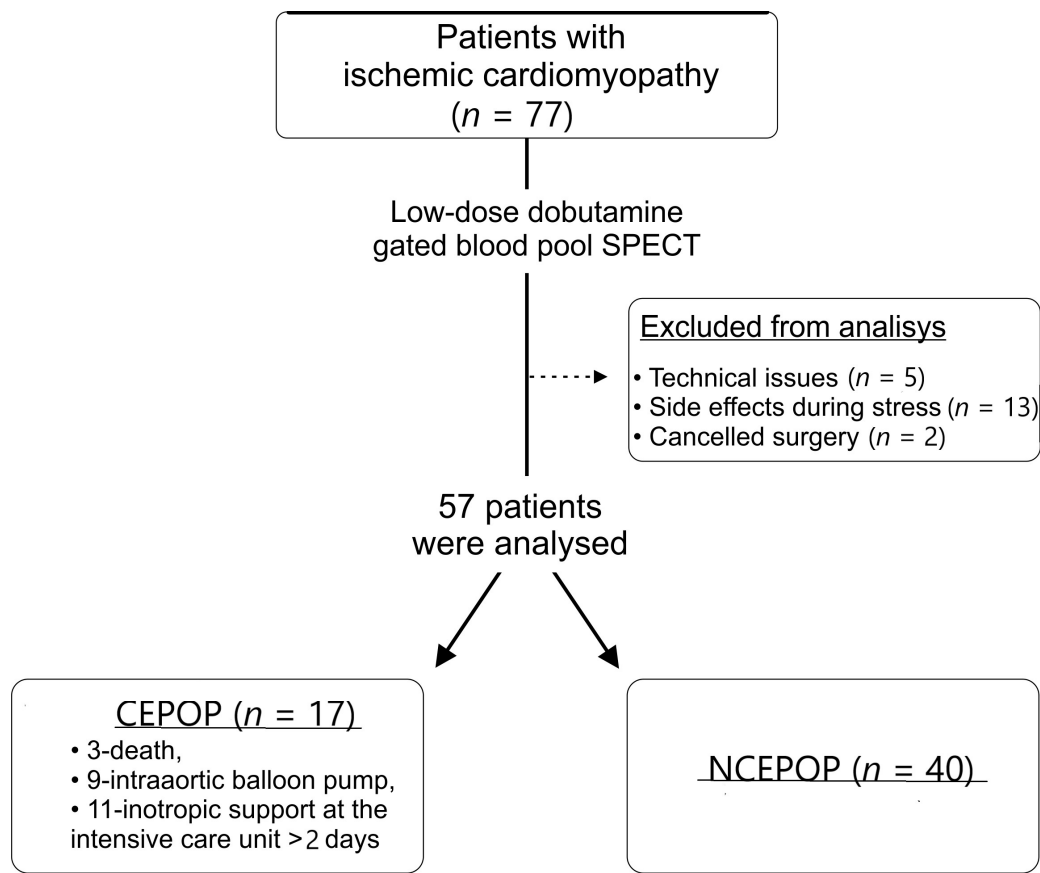 Patients with
ischemic cardiomyopathy
(n = 77)
Low-dose dobutamine
gated blood pool SPECT
Excluded from analisys
• Technical issues (n = 5)
• Side effects during stress (n = 13)
• Cancelled surgery (n = 2)
57 patients
were analysed
CEPOP (n = 17)
• 3-death,
• 9-intraaortic balloon pump,
• 11-inotropic support at the
intensive care unit >2 days
NCEPOP (n = 40)